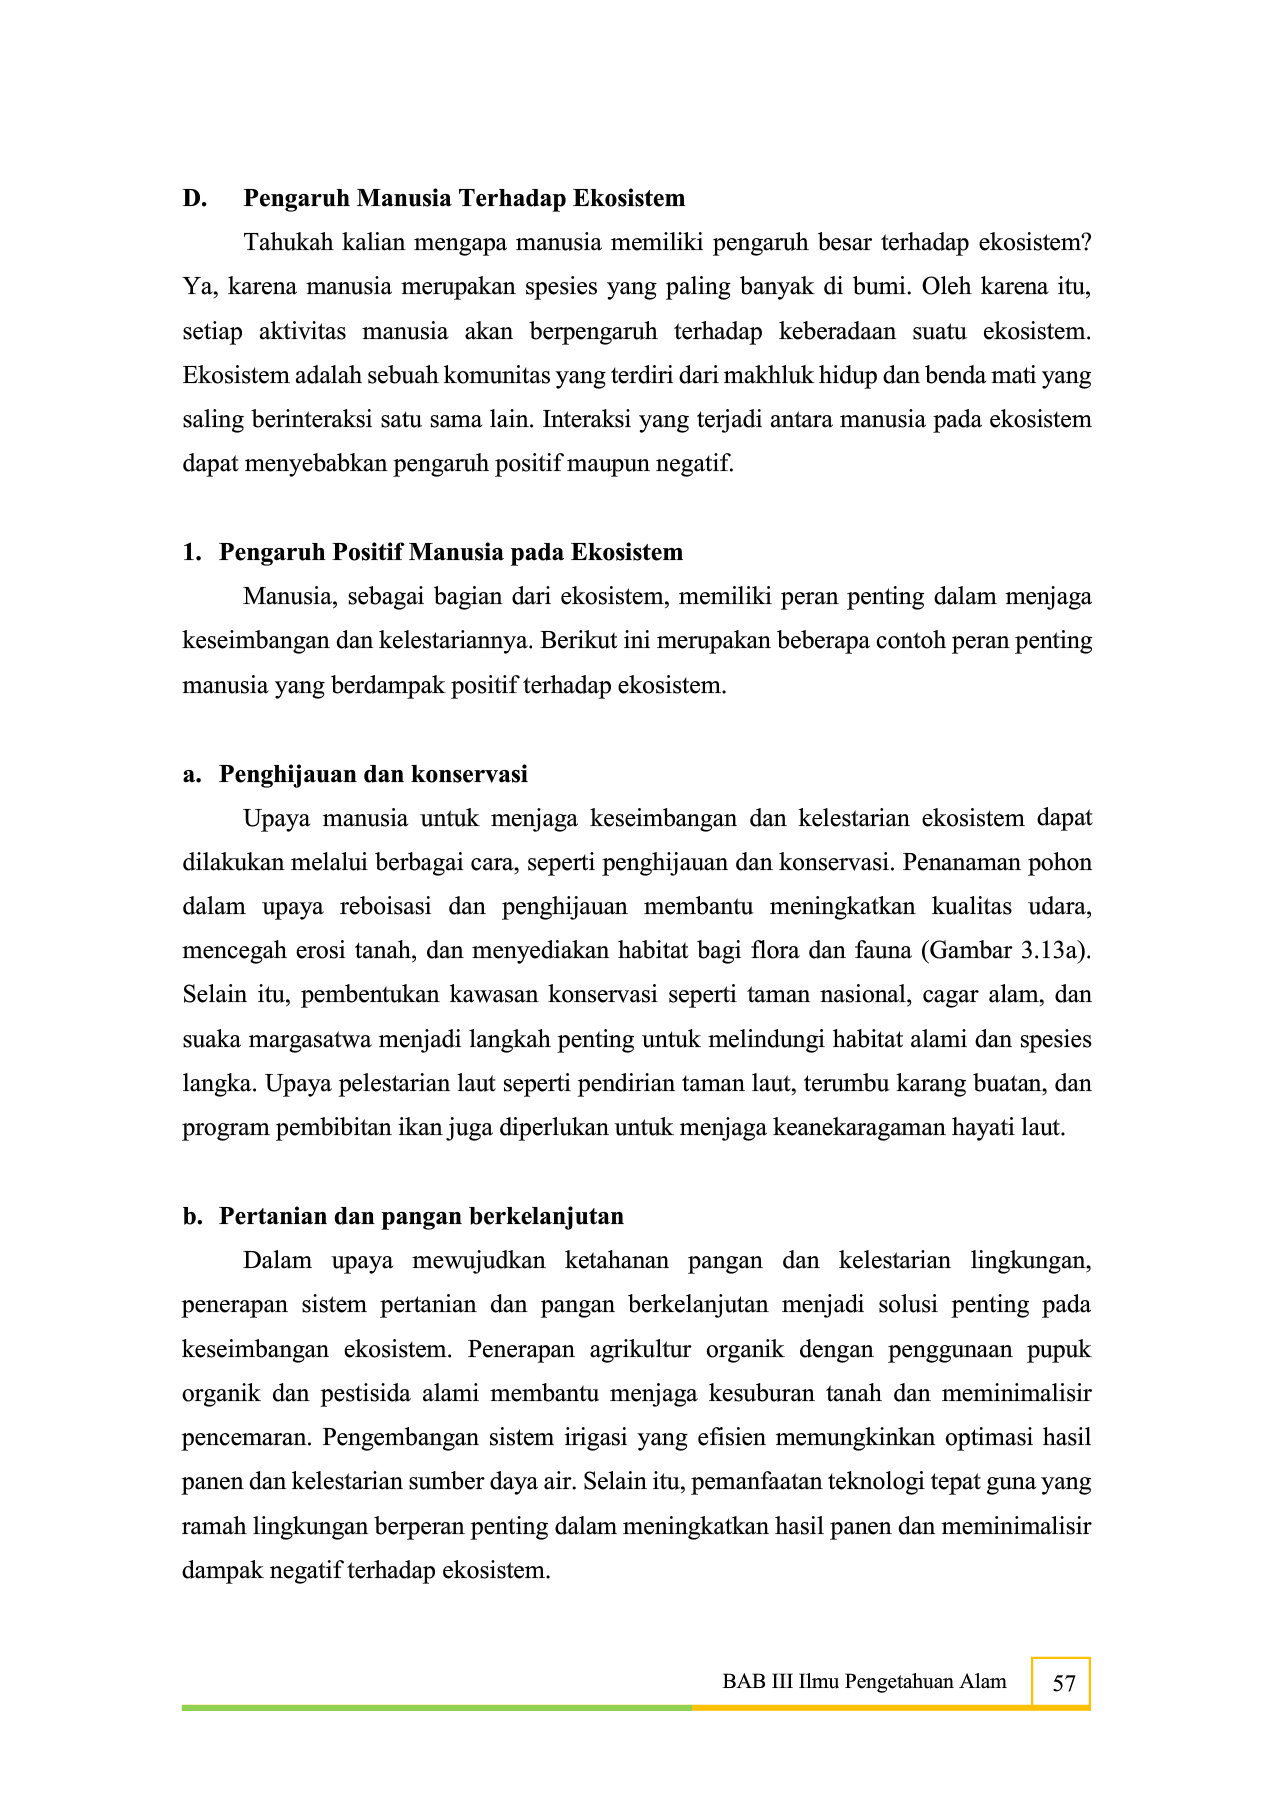 D. Pengaruh Manusia Terhadap Ekosistem
Tahukah kalian mengapa manusia memiliki pengaruh besar terhadap ekosistem?
Ya, karena manusia merupakan spesies yang paling banyak di bumi. Oleh karena itu,
setiap aktivitas manusia akan berpengaruh terhadap keberadaan suatu ekosistem.
Ekosistem adalah sebuah komunitas yang terdiri dari makhluk hidup dan benda mati yang
saling berinteraksi satu sama lain. Interaksi yang terjadi antara manusia pada ekosistem
dapat menyebabkan pengaruh positif maupun negatif.
1. Pengaruh Positif Manusia pada Ekosistem
Manusia, sebagai bagian dari ekosistem, memiliki peran penting dalam menjaga
keseimbangan dan kelestariannya. Berikut ini merupakan beberapa contoh peran penting
manusia yang berdampak positif terhadap ekosistem.
a. Penghijauan dan konservasi
Upaya manusia untuk menjaga keseimbangan dan kelestarian ekosistem dapat
dilakukan melalui berbagai cara, seperti penghijauan dan konservasi. Penanaman pohon
dalam upaya reboisasi dan penghijauan membantu meningkatkan kualitas udara,
mencegah erosi tanah, dan menyediakan habitat bagi flora dan fauna (Gambar 3.13a).
Selain itu, pembentukan kawasan konservasi seperti taman nasional, cagar alam, dan
suaka margasatwa menjadi langkah penting untuk melindungi habitat alami dan spesies
langka. Upaya pelestarian laut seperti pendirian taman laut, terumbu karang buatan, dan
program pembibitan ikan juga diperlukan untuk menjaga keanekaragaman hayati laut.
b. Pertanian dan pangan berkelanjutan
Dalam upaya mewujudkan ketahanan pangan dan kelestarian lingkungan,
penerapan sistem pertanian dan pangan berkelanjutan menjadi solusi penting pada
keseimbangan ekosistem. Penerapan agrikultur organik dengan penggunaan pupuk
organik dan pestisida alami membantu menjaga kesuburan tanah dan meminimalisir
pencemaran. Pengembangan sistem irigasi yang efisien memungkinkan optimasi hasil
panen dan kelestarian sumber daya air. Selain itu, pemanfaatan teknologi tepat guna yang
ramah lingkungan berperan penting dalam meningkatkan hasil panen dan meminimalisir
dampak negatif terhadap ekosistem.
BAB III Ilmu Pengetahuan Alam 57